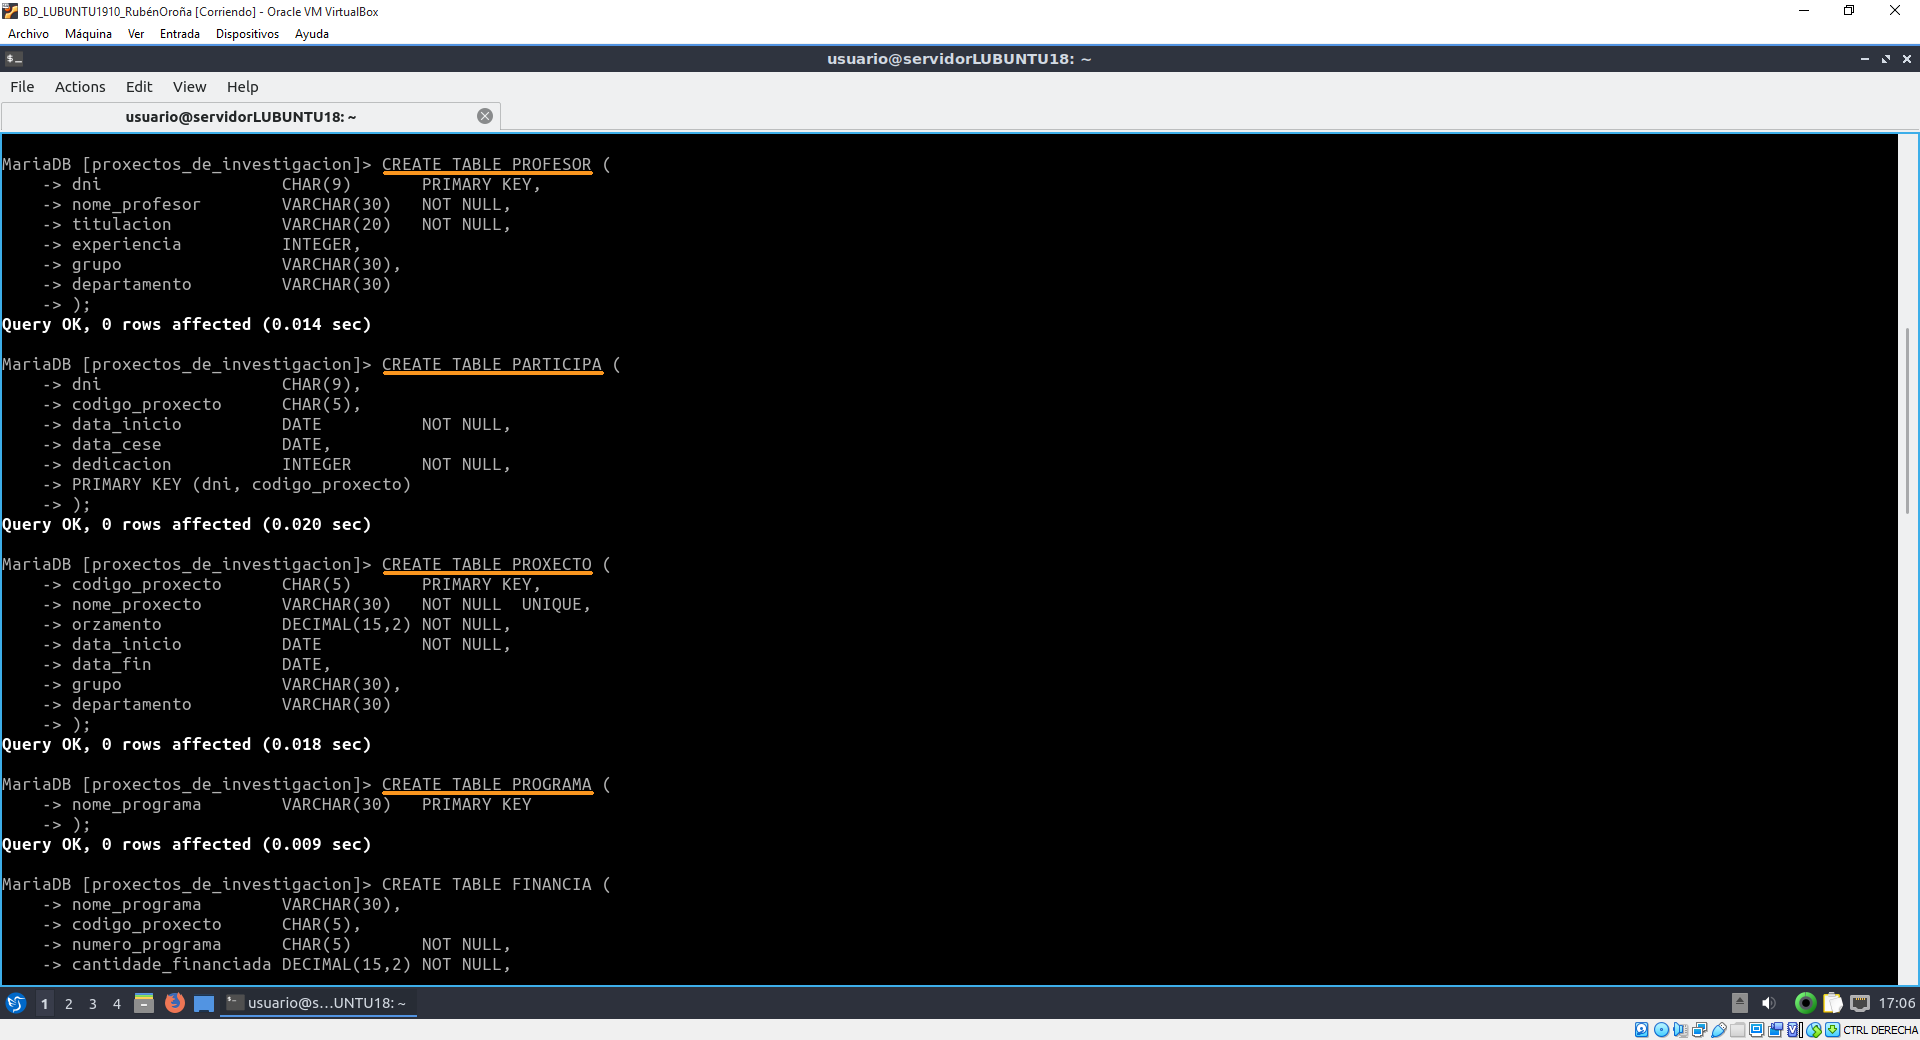 BD_LUBUNTU1910_RubénOroña [Corriendo] - Oracle VM VirtualBox
Archivo Máquina Ver Entrada Dispositivos Ayuda
usuario@servidorLUBUNTU18: ~
File Actions Edit View Help
usuario@servidorLUBUNTU18: ~
MariaDB [proxectos_de_investigacion]> CREATE TABLE PROFESOR (
    -> dni                  CHAR(9)       PRIMARY KEY,
    -> nome_profesor        VARCHAR(30)   NOT NULL,
    -> titulacion           VARCHAR(20)   NOT NULL,
    -> experiencia          INTEGER,
    -> grupo                VARCHAR(30),
    -> departamento         VARCHAR(30)
    -> );
Query OK, 0 rows affected (0.014 sec)
MariaDB [proxectos_de_investigacion]> CREATE TABLE PARTICIPA (
    -> dni                  CHAR(9),
    -> codigo_proxecto      CHAR(5),
    -> data_inicio          DATE          NOT NULL,
    -> data_cese            DATE,
    -> dedicacion           INTEGER       NOT NULL,
    -> PRIMARY KEY (dni, codigo_proxecto)
    -> );
Query OK, 0 rows affected (0.020 sec)
MariaDB [proxectos_de_investigacion]> CREATE TABLE PROXECTO (
    -> codigo_proxecto      CHAR(5)       PRIMARY KEY,
    -> nome_proxecto        VARCHAR(30)   NOT NULL  UNIQUE,
    -> orzamento            DECIMAL(15,2) NOT NULL,
    -> data_inicio          DATE          NOT NULL,
    -> data_fin             DATE,
    -> grupo                VARCHAR(30),
    -> departamento         VARCHAR(30)
    -> );
Query OK, 0 rows affected (0.018 sec)
MariaDB [proxectos_de_investigacion]> CREATE TABLE PROGRAMA (
    -> nome_programa        VARCHAR(30)   PRIMARY KEY
    -> );
Query OK, 0 rows affected (0.009 sec)
MariaDB [proxectos_de_investigacion]> CREATE TABLE FINANCIA (
    -> nome_programa        VARCHAR(30),
    -> codigo_proxecto      CHAR(5),
    -> numero_programa      CHAR(5)       NOT NULL,
    -> cantidade_financiada DECIMAL(15,2) NOT NULL,
1 2 3 4 usuario@s...UNTU18: ~ 17:06
CTRL DERECHA